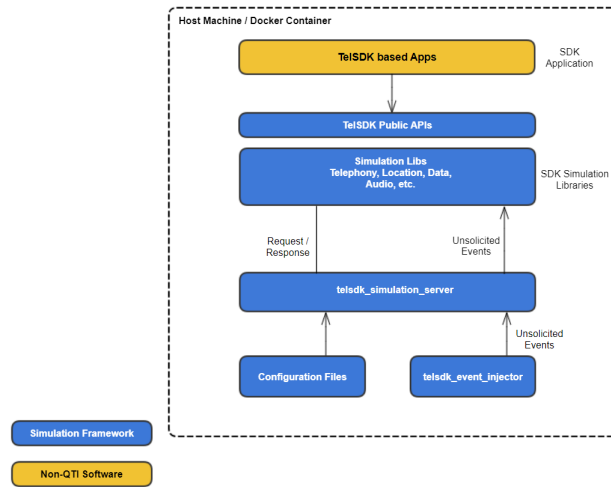 Host Machine / Docker Container
TelSDK based Apps
SDK
Application
TelSDK Public APIs
Simulation Libs
Telephony, Location, Data,
Audio, etc.
SDK Simulation
Libraries
Request /
Response
Unsolicited
Events
telsdk_simulation_server
Unsolicited
Events
Configuration Files
telsdk_event_injector
Simulation Framework
Non-QTI Software